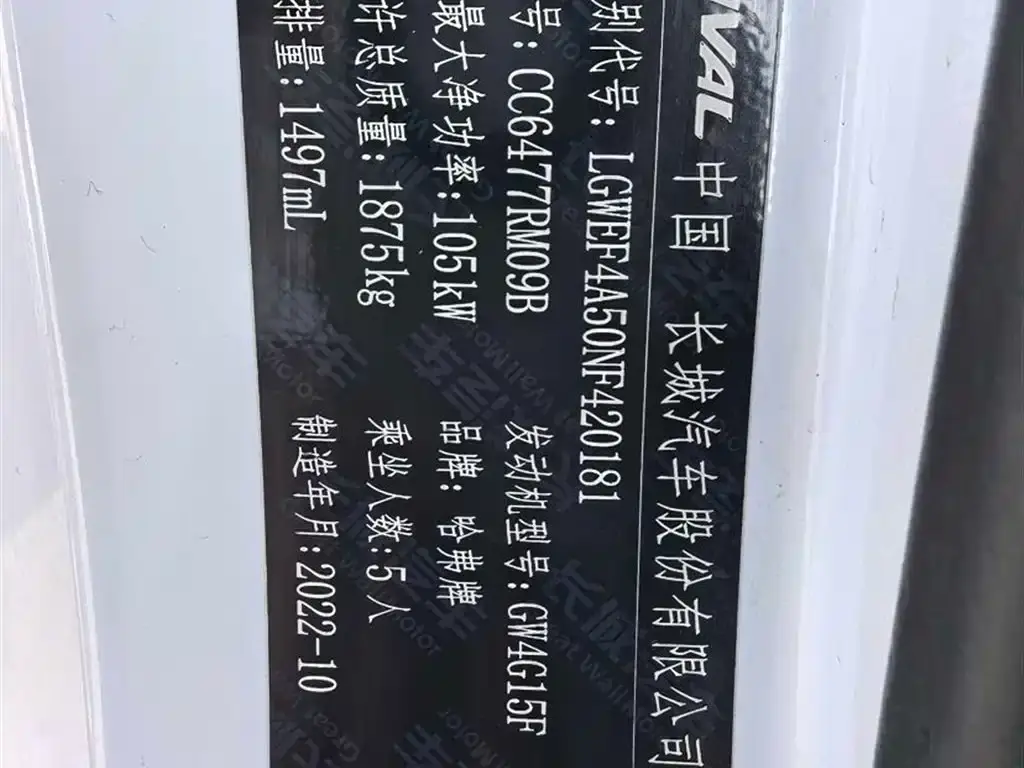 VAL 中国 长城汽车股份有限公司
别代号: LGWEF4A50NF420181
号: CC6477RM09B 发动机型号: GW4G15F
最大净功率: 105kW 品牌: 哈弗牌
许总质量: 1875kg 乘坐人数: 5人
排量: 1497mL 制造年月: 2022-10